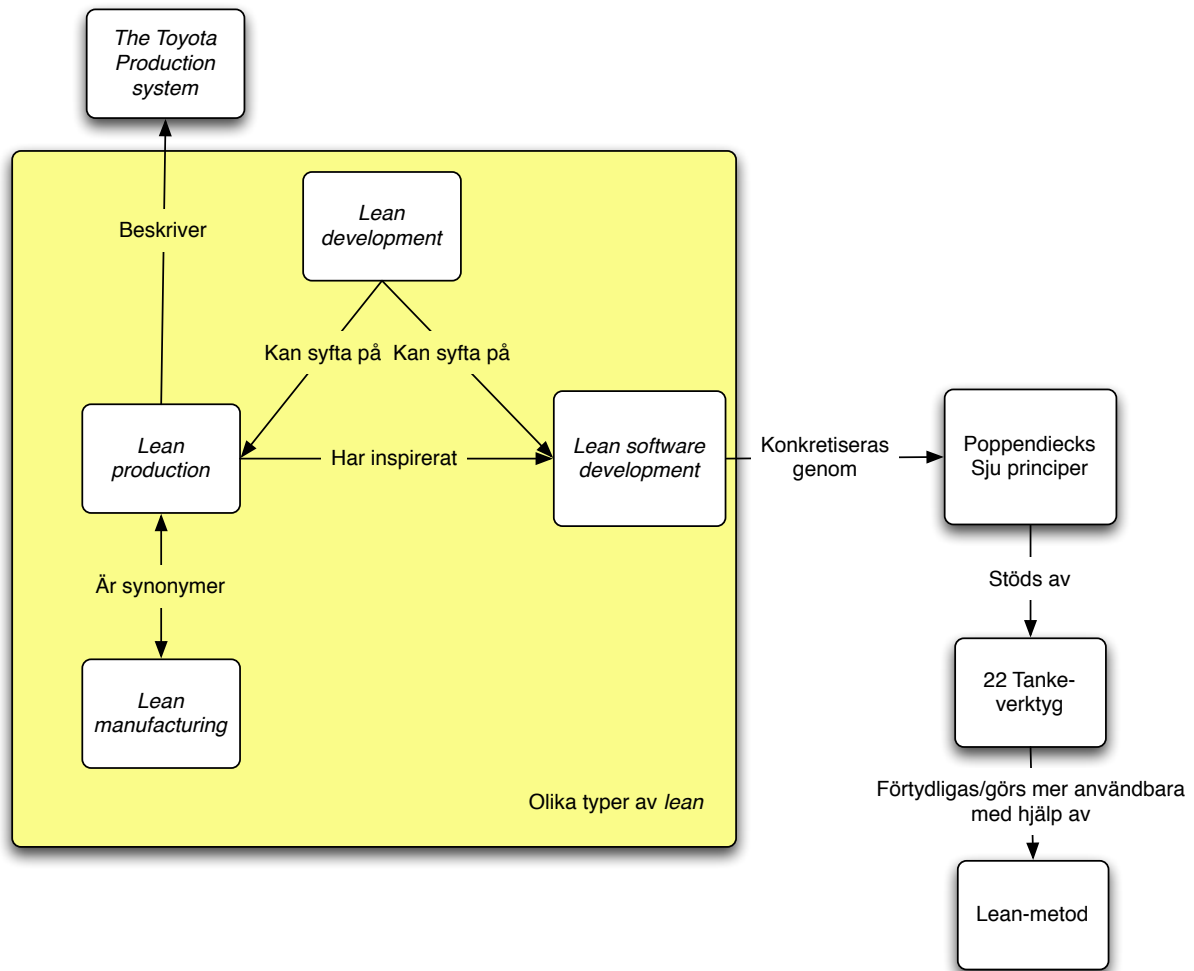 The Toyota
Production
system
Beskriver
Lean
development
Kan syfta på
Kan syfta på
Lean
production
Har inspirerat
Lean software
development
Konkretiseras
genom
Poppendiecks
Sju principer
Är synonymer
Stöds av
Lean
manufacturing
22 Tanke-
verktyg
Olika typer av lean
Förtydligas/görs mer användbara
med hjälp av
Lean-metod